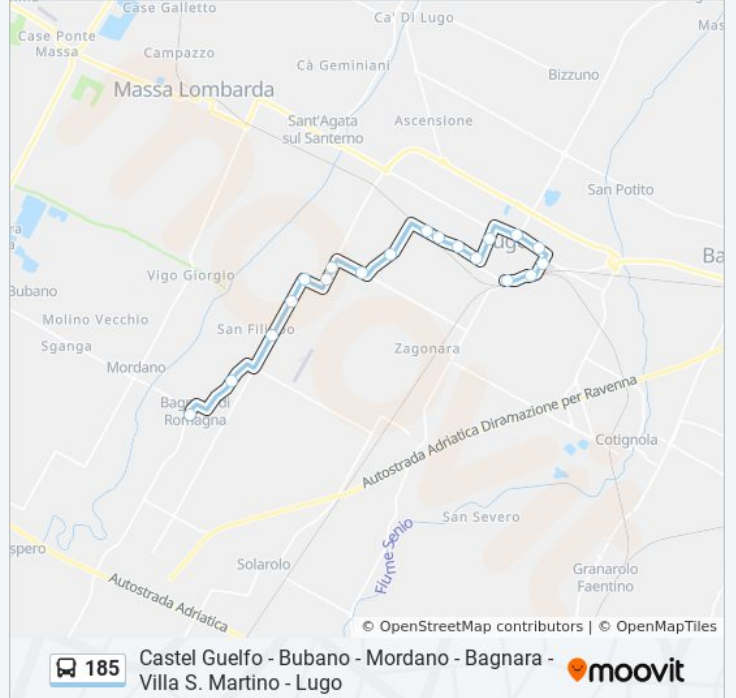 Case Galletto
Ca' Di Lugo
Case Ponte
Massa
Campazzo
Cà Geminiani
Bizzuno
Massa Lombarda
Sant'Agata
sul Santerno
Ascensione
San Potito
Lugo
Ba
Vigo Giorgio
Bubano
Molino Vecchio
San Filippo
Sganga
Zagonara
Mordano
Bagnara di
Romagna
Autostrada Adriatica Diramazione per Ravenna
Cotignola
San Severo
Fiume Senio
spero
Solarolo
Granarolo
Faentino
Autostrada Adriatica
© OpenStreetMap contributors | © OpenMapTiles
185
Castel Guelfo - Bubano - Mordano - Bagnara -
Villa S. Martino - Lugo
moovit